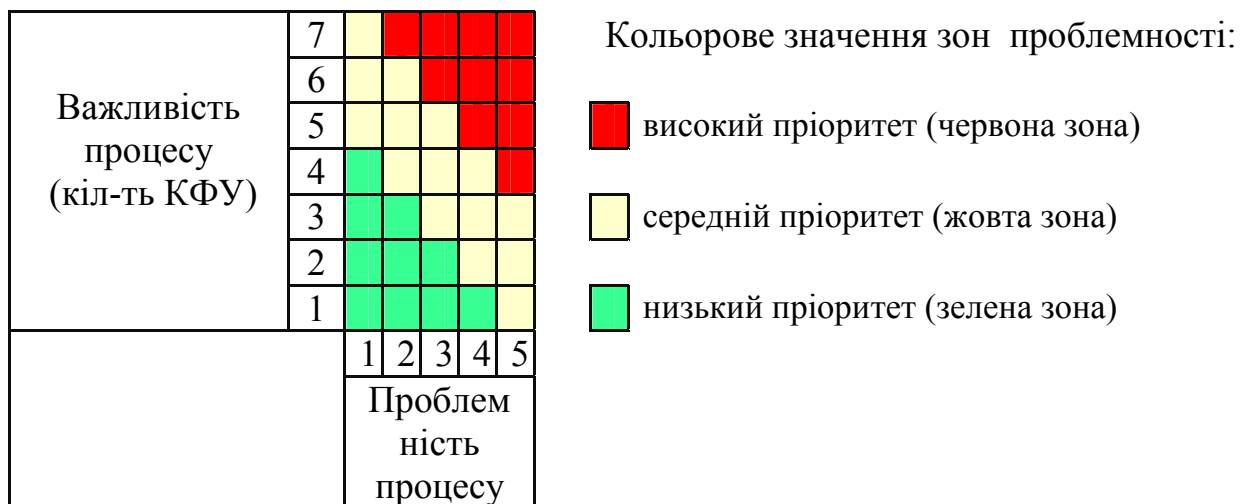 Кольорове значення зон проблемності:
Важливість
процесу
(кіл-ть КФУ)
7
6
5
4
3
2
1
високий пріоритет (червона зона)
середній пріоритет (жовта зона)
низький пріоритет (зелена зона)
1 2 3 4 5
Проблем
ність
процесу